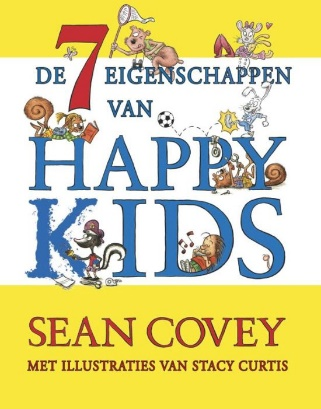 DE 7 EIGENSCHAPPEN
VAN
HAPPY
KIDS
SEAN COVEY
MET ILLUSTRATIES VAN STACY CURTIS